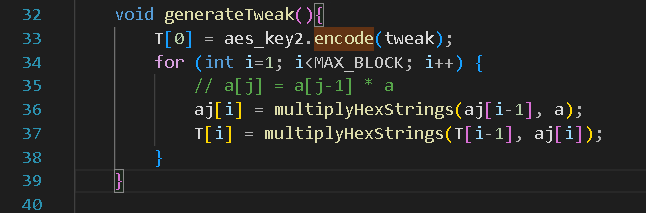 32 void generateTweak(){
33 T[0] = aes_key2.encode(tweak);
34 for (int i=1; i<MAX_BLOCK; i++) {
35 // a[j] = a[j-1] * a
36 aj[i] = multiplyHexStrings(aj[i-1], a);
37 T[i] = multiplyHexStrings(T[i-1], aj[i]);
38 }
39 }
40